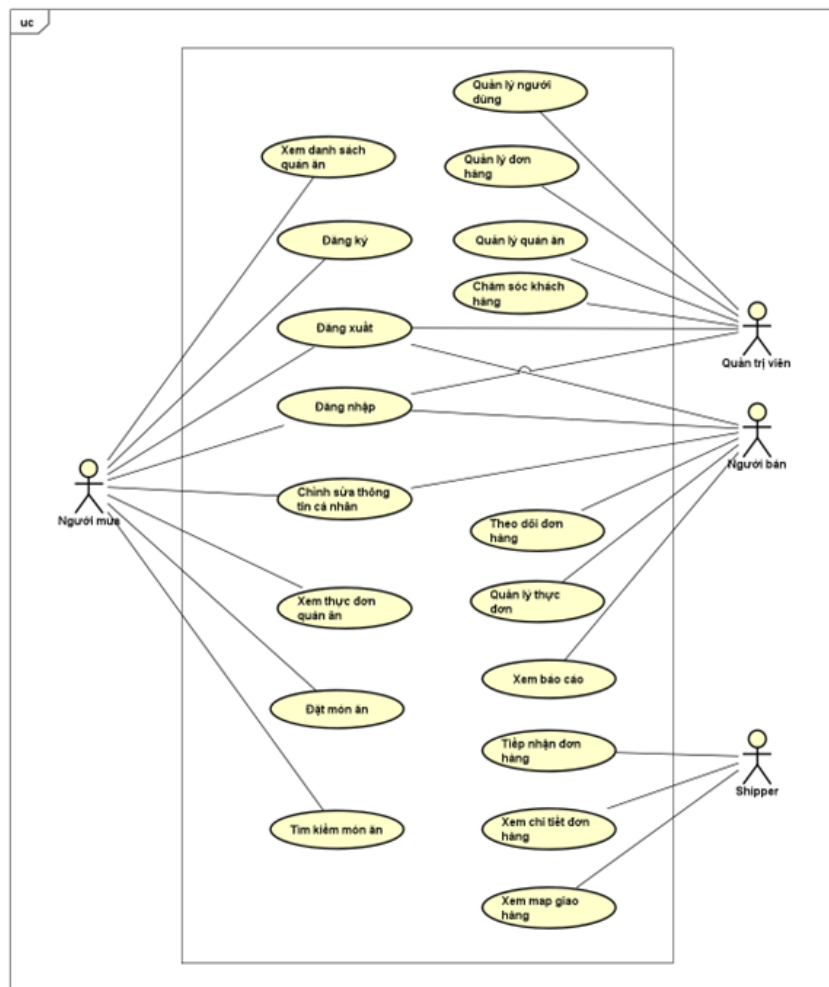 uc
Quản lý người
dùng
Xem danh sách
quán ăn
Quản lý đơn
hàng
Đăng ký
Quản lý quán ăn
Chăm sóc khách
hàng
Đăng xuất
Quản trị viên
Đăng nhập
Người bán
Người mua
Chỉnh sửa thông
tin cá nhân
Theo dõi đơn
hàng
Xem thực đơn
quán ăn
Quản lý thực
đơn
Xem báo cáo
Đặt món ăn
Tiếp nhận đơn
hàng
Shipper
Tìm kiếm món ăn
Xem chi tiết đơn
hàng
Xem map giao
hàng